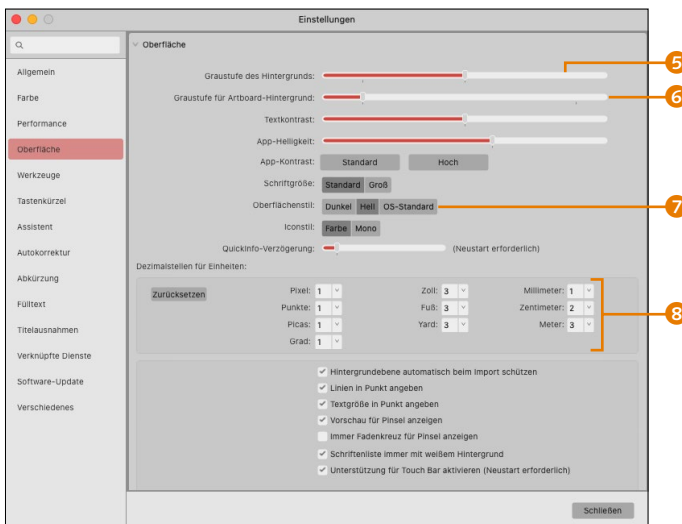 Einstellungen
Oberfläche
Allgemein
Farbe
Performance
Oberfläche
Werkzeuge
Tastenkürzel
Assistent
Autokorrektur
Abkürzung
Fülltext
Titelausnahmen
Verknüpfte Dienste
Software-Update
Verschiedenes
Graustufe des Hintergrunds:
5
Graustufe für Artboard-Hintergrund:
6
Textkontrast:
App-Helligkeit:
App-Kontrast: Standard Hoch
Schriftgröße: Standard Groß
Oberflächenstil: Dunkel Hell OS-Standard
7
Iconstil: Farbe Mono
QuickInfo-Verzögerung: (Neustart erforderlich)
Dezimalstellen für Einheiten:
Zurücksetzen
Pixel: 1 Zoll: 3 Millimeter: 1
Punkte: 1 Fuß: 3 Zentimeter: 2
Picas: 1 Yard: 3 Meter: 3
Grad: 1
8
Hintergrundebene automatisch beim Import schützen
Linien in Punkt angeben
Textgröße in Punkt angeben
Vorschau für Pinsel anzeigen
Immer Fadenkreuz für Pinsel anzeigen
Schriftenliste immer mit weißem Hintergrund
Unterstützung für Touch Bar aktivieren (Neustart erforderlich)
Schließen